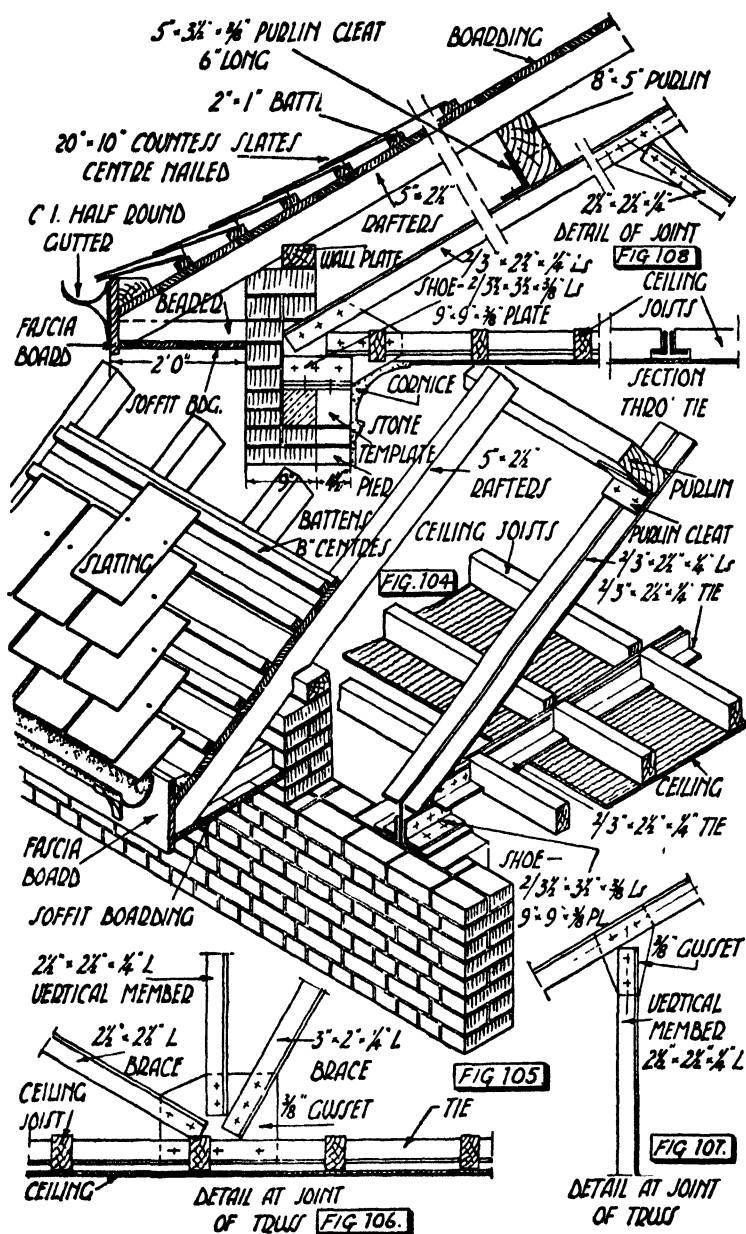 5"=3½"=⅜" PURLIN CLEAT
6" LONG
BOARDING
8"=5" PURLIN
2"=1" BATT
20"=10" COUNTESS SLATES
CENTRE NAILED
5"=2½"
RAFTERS
2½"=2½"=¼"
C I. HALF ROUND
GUTTER
DETAIL OF JOINT
FIG 108
WALL PLATE
2/3"=2½"=¼" Ls
SHOE-2/3½"=3½"=⅜" Ls
9"=9"=⅜" PLATE
CEILING
JOISTS
BEARER
FASCIA
BOARD
2'0"
SOFFIT BDG.
CORNICE
STONE
TEMPLATE
PIER
SECTION
THRO' TIE
9"
4½"
5"=2½"
RAFTERS
PURLIN
BATTENS
8" CENTRES
SLATING
CEILING JOISTS
PURLIN CLEAT
2/3"=2½"=¼" Ls
2/3"=2½"=¼" TIE
FIG. 104
CEILING
2/3"=2½"=¼" TIE
FASCIA
BOARD
SHOE-
2/3½"=3½"=⅜ Ls
9"=9"=⅜ PL
SOFFIT BOARDING
2½"=2½"=¼" L
VERTICAL MEMBER
⅜" GUSSET
2½"=2½" L
BRACE
3"=2"=¼" L
BRACE
VERTICAL
MEMBER
2½"=2½"=¼" L
FIG 105
CEILING
JOIST
⅜" GUSSET
TIE
FIG 107.
CEILING
DETAIL AT JOINT
OF TRUSS
FIG 106.
DETAIL AT JOINT
OF TRUSS